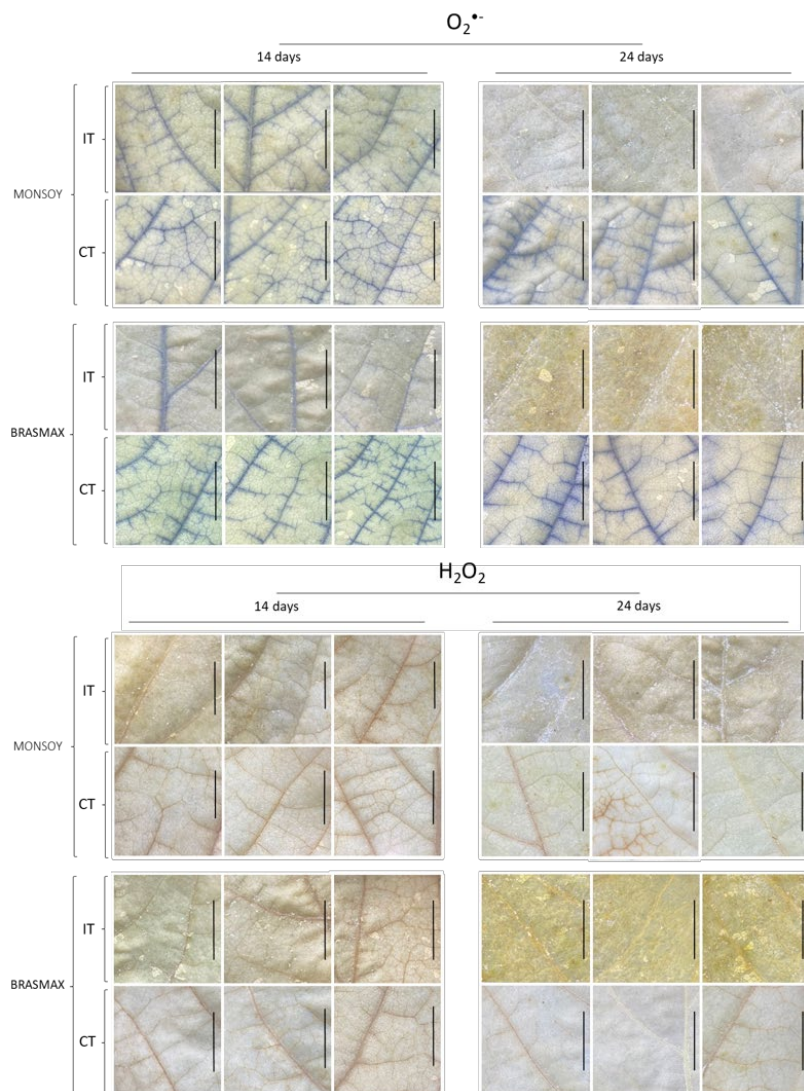 O₂•-
14 days 24 days
IT
MONSOY
CT
IT
BRASMAX
CT
H₂O₂
14 days 24 days
IT
MONSOY
CT
IT
BRASMAX
CT